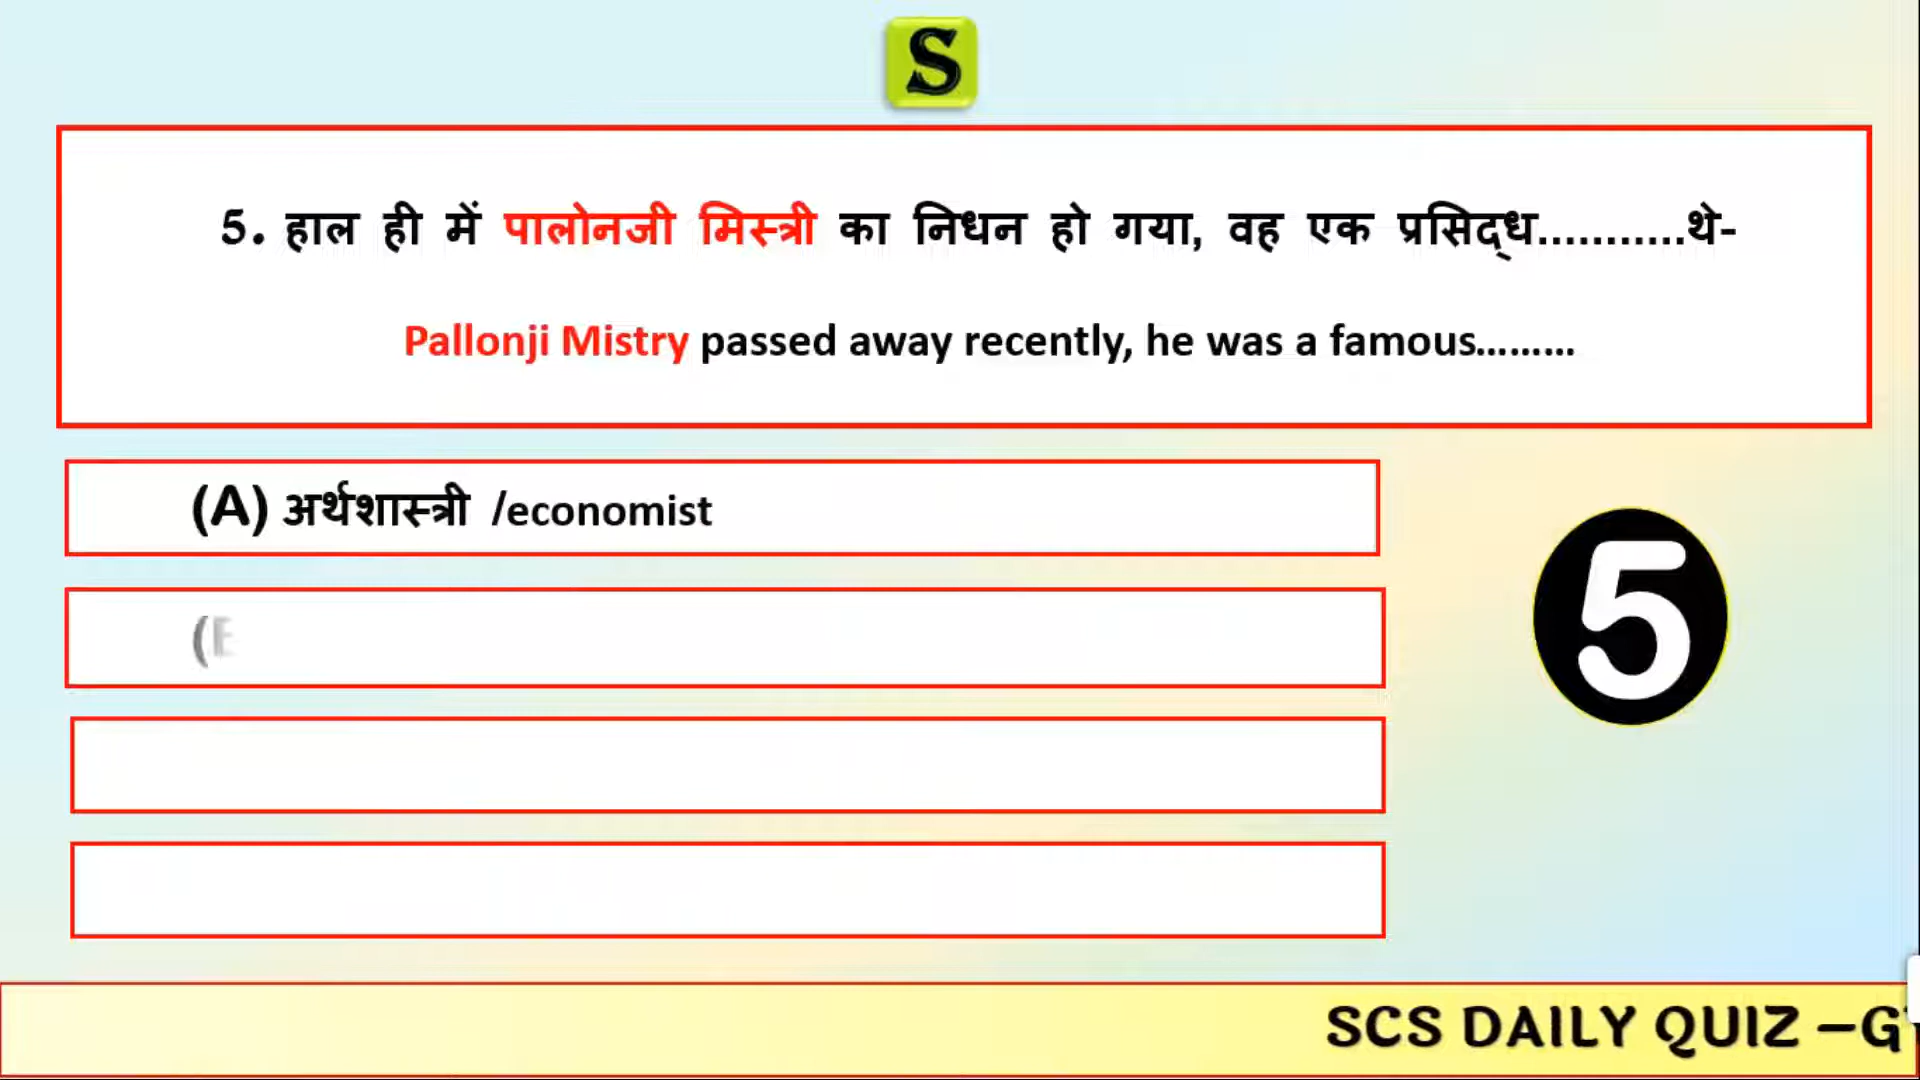 S
5. हाल ही में पालोनजी मिस्त्री का निधन हो गया, वह एक प्रसिद्ध...........थे-
Pallonji Mistry passed away recently, he was a famous.........
(A) अर्थशास्त्री /economist
5
SCS DAILY QUIZ –